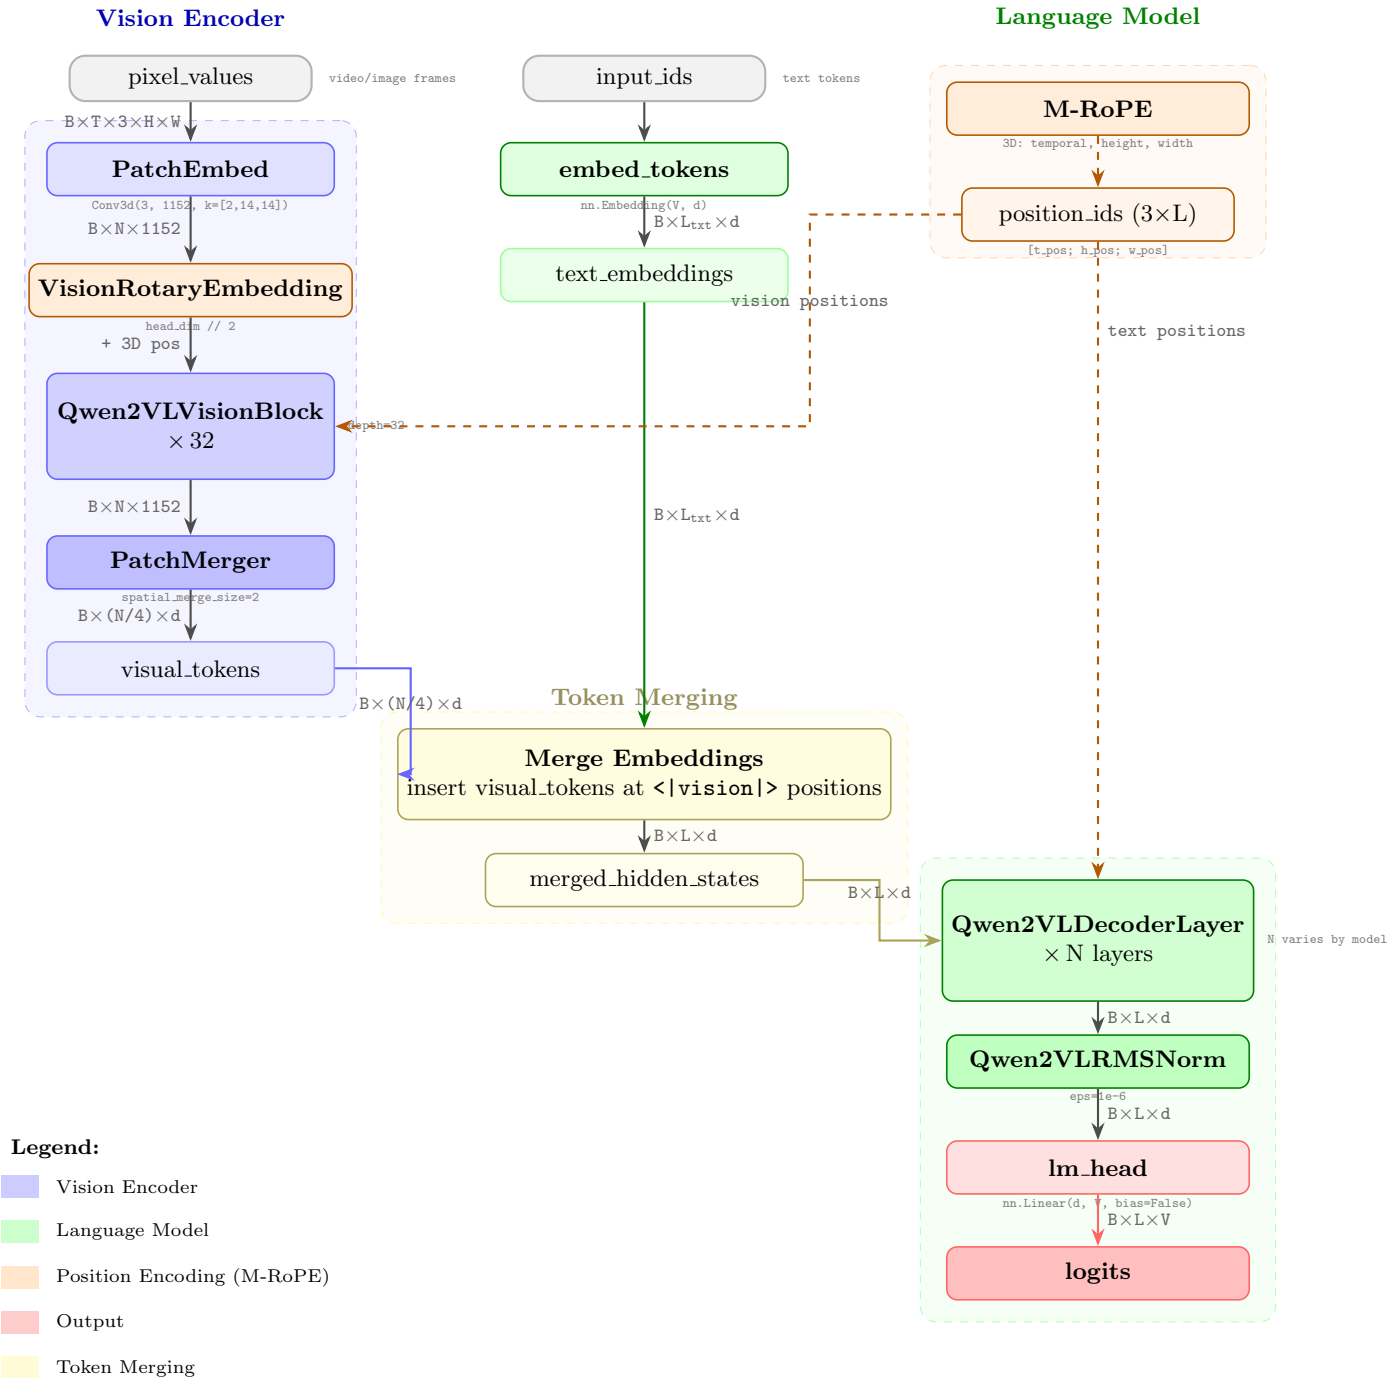 Vision Encoder
Language Model
pixel_values
video/image frames
input_ids
text tokens
M-RoPE
3D: temporal, height, width
B×T×3×H×W
PatchEmbed
Conv3d(3, 1152, k=[2,14,14])
embed_tokens
nn.Embedding(V, d)
position_ids (3×L)
[t_pos; h_pos; w_pos]
B×N×1152
B×Ltxt×d
VisionRotaryEmbedding
head_dim // 2
text_embeddings
vision positions
text positions
+ 3D pos
Qwen2VLVisionBlock
× 32
depth=32
B×N×1152
B×Ltxt×d
PatchMerger
spatial_merge_size=2
B×(N/4)×d
visual_tokens
B×(N/4)×d
Token Merging
Merge Embeddings
insert visual_tokens at <|vision|> positions
B×L×d
merged_hidden_states
B×L×d
Qwen2VLDecoderLayer
× N layers
N varies by model
B×L×d
Qwen2VLRMSNorm
eps=1e-6
B×L×d
lm_head
nn.Linear(d, V, bias=False)
B×L×V
logits
Legend:
Vision Encoder
Language Model
Position Encoding (M-RoPE)
Output
Token Merging